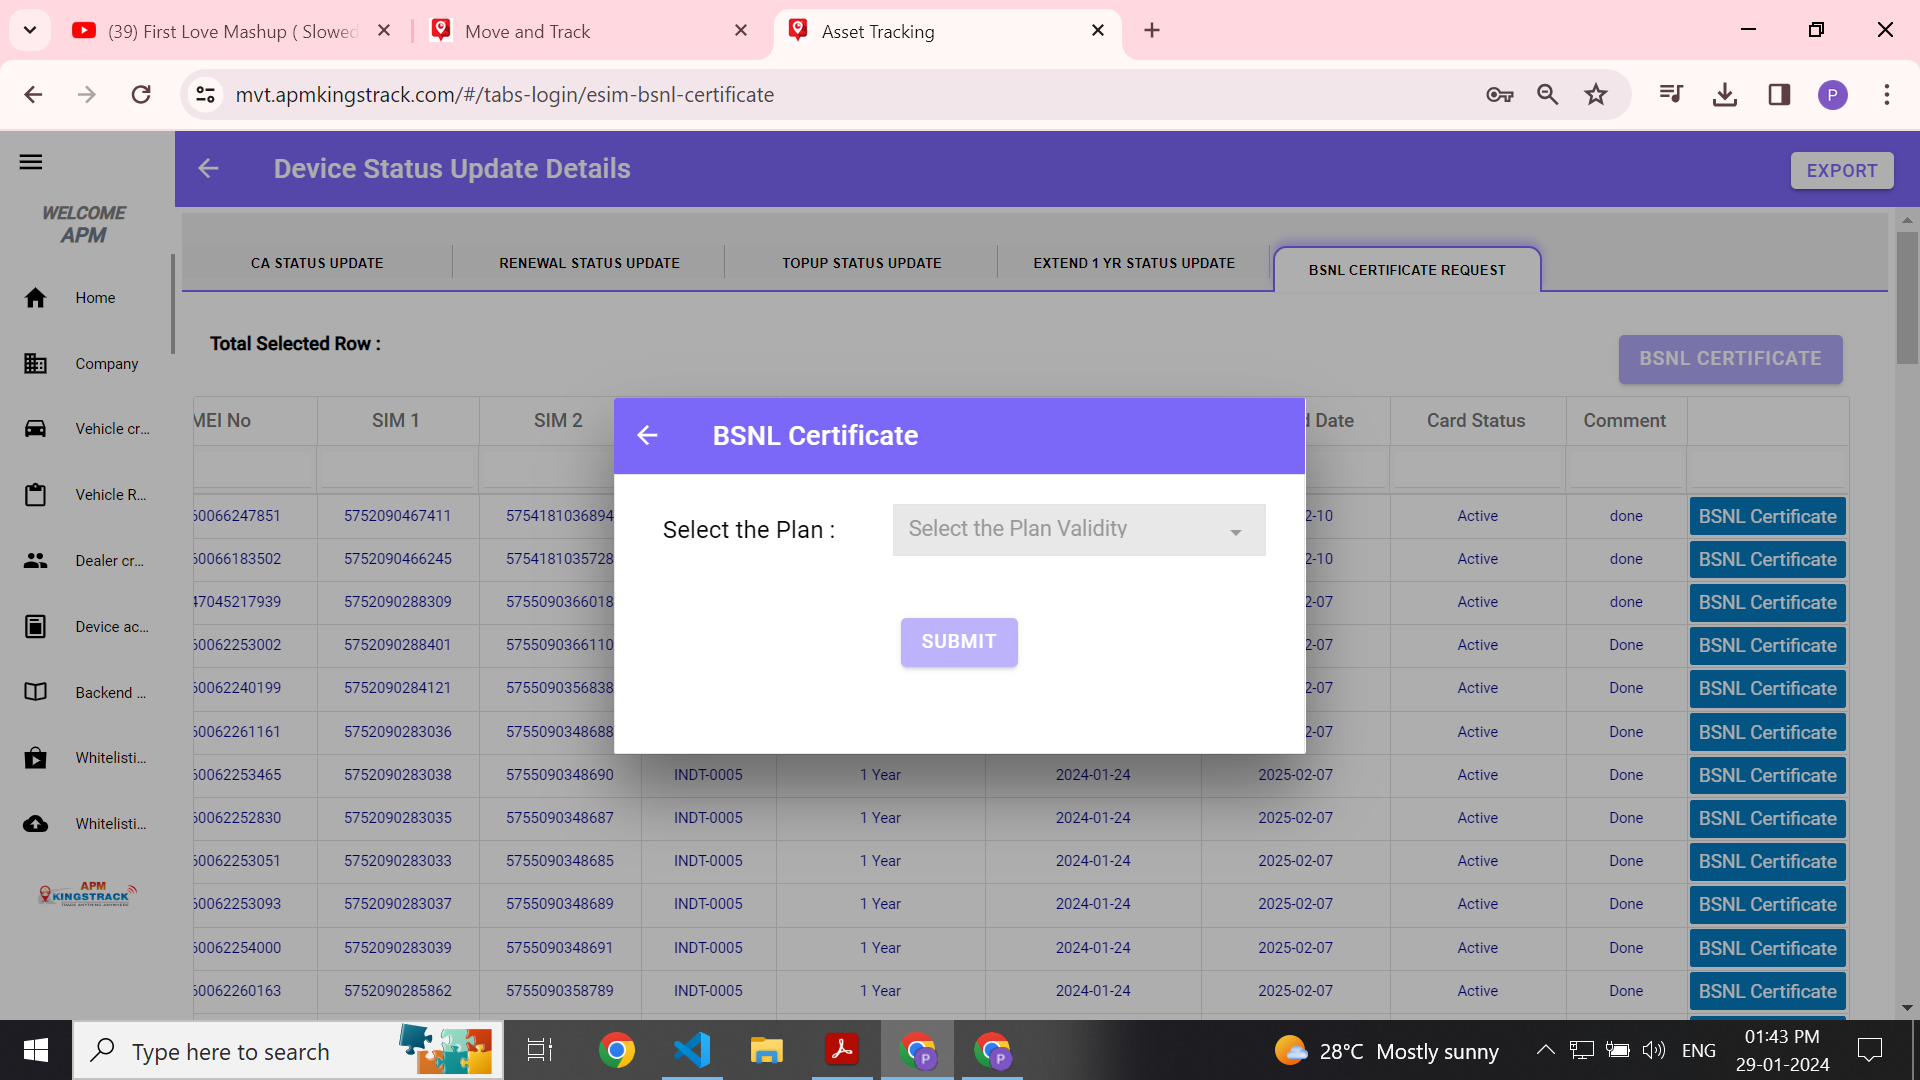 (39) First Love Mashup ( Slowed
Move and Track
Asset Tracking
mvt.apmkingstrack.com/#/tabs-login/esim-bsnl-certificate
P
Device Status Update Details
EXPORT
WELCOME
APM
Home
Company
Vehicle cr...
Vehicle R...
Dealer cr...
Device ac...
Backend ...
Whitelisti...
Whitelisti...
APM
KINGSTRACK
CA STATUS UPDATE
RENEWAL STATUS UPDATE
TOPUP STATUS UPDATE
EXTEND 1 YR STATUS UPDATE
BSNL CERTIFICATE REQUEST
Total Selected Row :
BSNL CERTIFICATE
MEI No SIM 1 SIM 2 d Date Card Status Comment
60066247851 5752090467411 5754181036894 2-10 Active done BSNL Certificate
60066183502 5752090466245 5754181035728 2-10 Active done BSNL Certificate
47045217939 5752090288309 5755090366018 2-07 Active done BSNL Certificate
60062253002 5752090288401 5755090366110 2-07 Active Done BSNL Certificate
60062240199 5752090284121 5755090356838 2-07 Active Done BSNL Certificate
60062261161 5752090283036 5755090348688 2-07 Active Done BSNL Certificate
60062253465 5752090283038 5755090348690 INDT-0005 1 Year 2024-01-24 2025-02-07 Active Done BSNL Certificate
60062252830 5752090283035 5755090348687 INDT-0005 1 Year 2024-01-24 2025-02-07 Active Done BSNL Certificate
60062253051 5752090283033 5755090348685 INDT-0005 1 Year 2024-01-24 2025-02-07 Active Done BSNL Certificate
60062253093 5752090283037 5755090348689 INDT-0005 1 Year 2024-01-24 2025-02-07 Active Done BSNL Certificate
60062254000 5752090283039 5755090348691 INDT-0005 1 Year 2024-01-24 2025-02-07 Active Done BSNL Certificate
60062260163 5752090285862 5755090358789 INDT-0005 1 Year 2024-01-24 2025-02-07 Active Done BSNL Certificate
BSNL Certificate
Select the Plan :
Select the Plan Validity
SUBMIT
Type here to search
P
P
28°C Mostly sunny
ENG
01:43 PM
29-01-2024